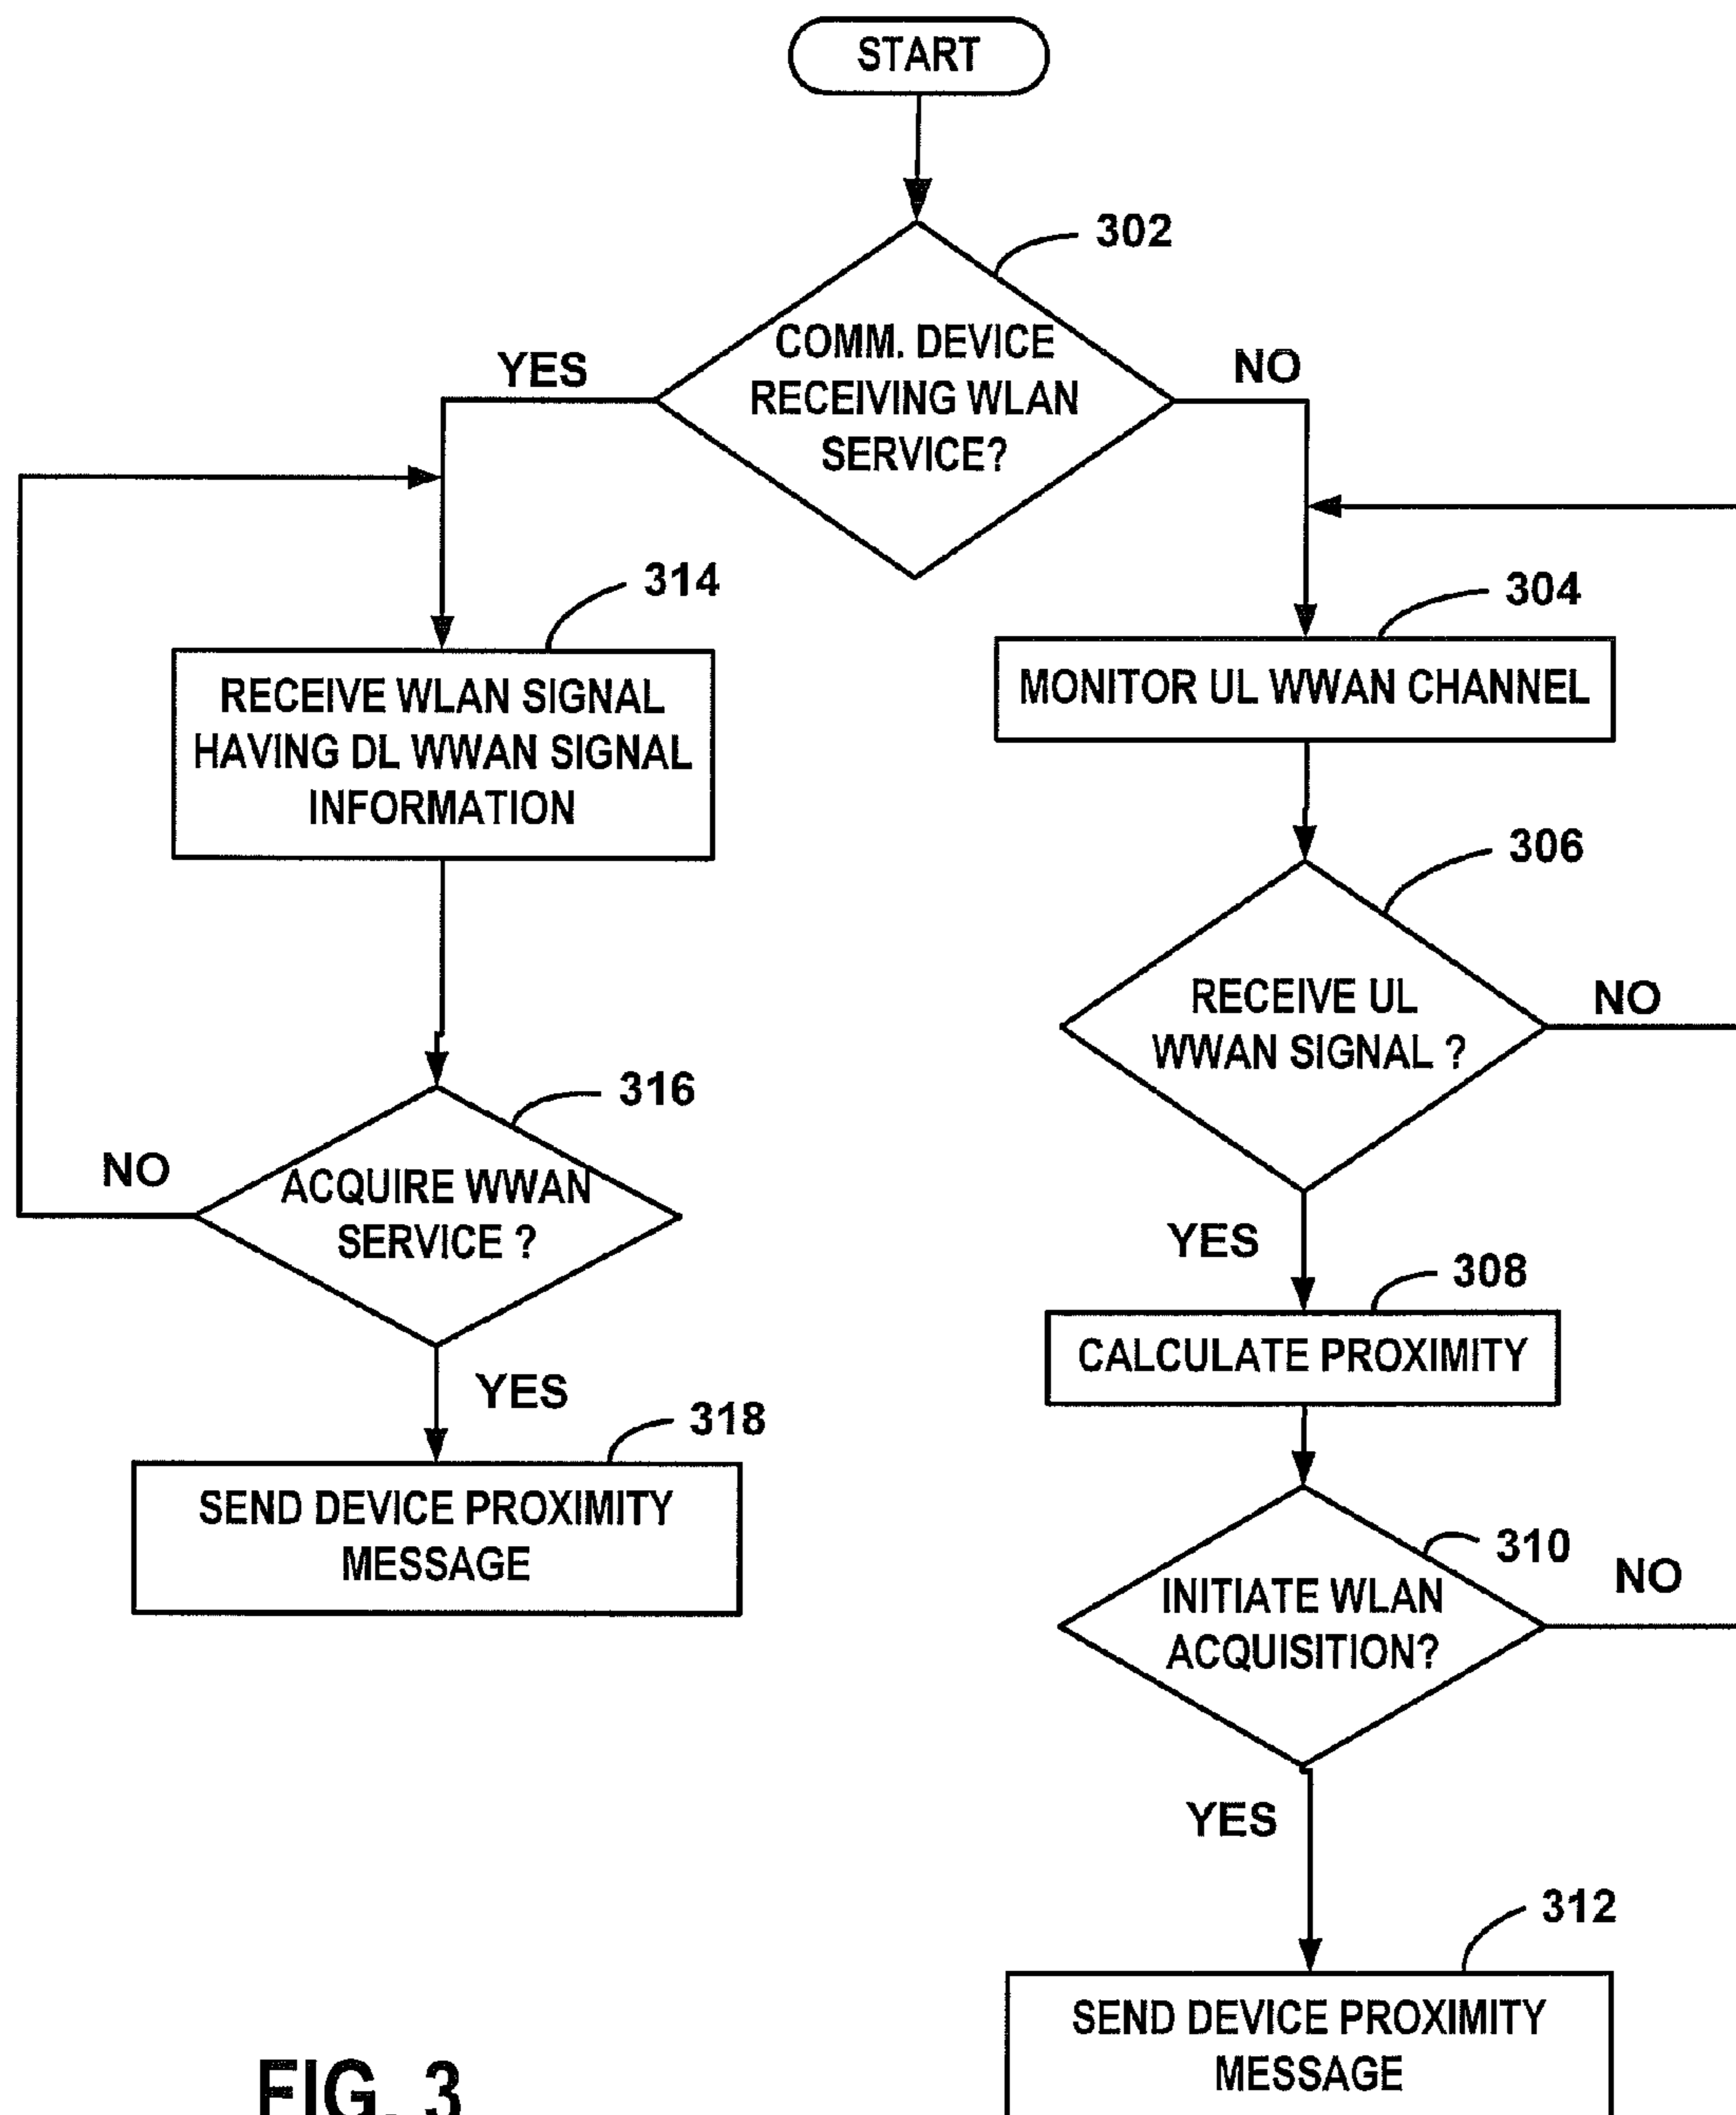 START
302
COMM. DEVICE
RECEIVING WLAN
SERVICE?
YES
NO
314
RECEIVE WLAN SIGNAL
HAVING DL WWAN SIGNAL
INFORMATION
304
MONITOR UL WWAN CHANNEL
306
RECEIVE UL
WWAN SIGNAL ?
NO
YES
316
ACQUIRE WWAN
SERVICE ?
NO
YES
308
CALCULATE PROXIMITY
318
SEND DEVICE PROXIMITY
MESSAGE
310
INITIATE WLAN
ACQUISITION?
NO
YES
312
SEND DEVICE PROXIMITY
MESSAGE
FIG. 3